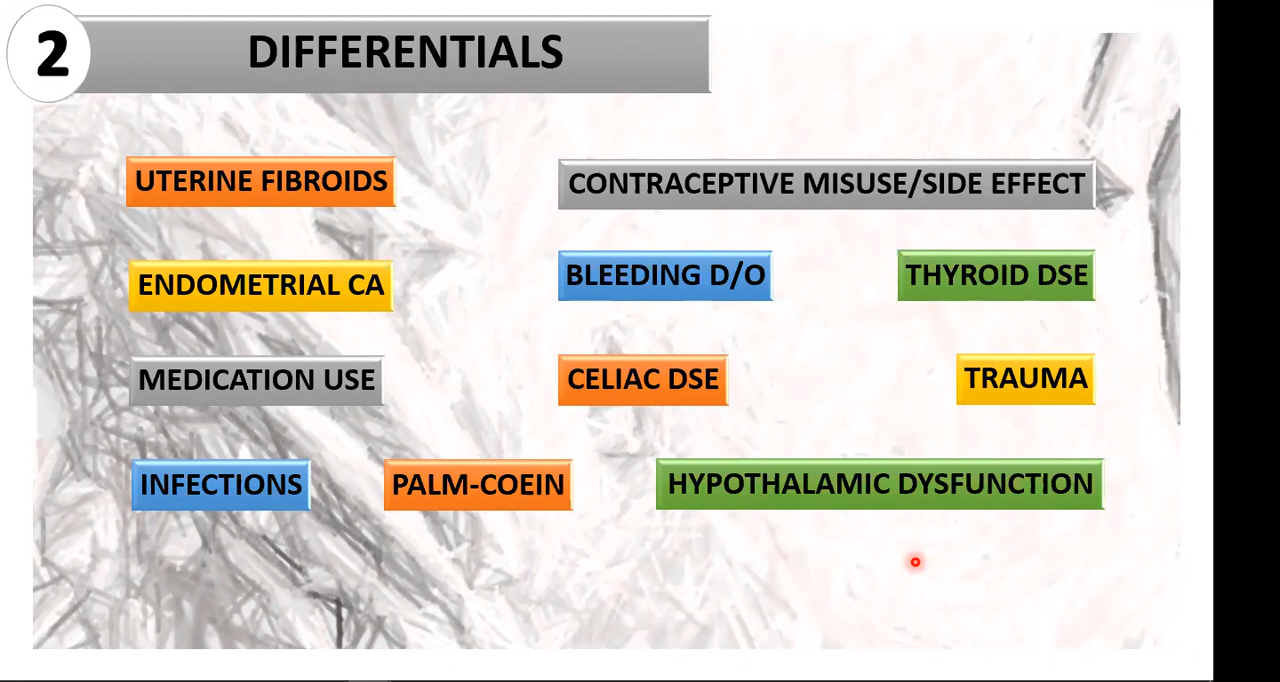 2
DIFFERENTIALS
UTERINE FIBROIDS
CONTRACEPTIVE MISUSE/SIDE EFFECT
ENDOMETRIAL CA
BLEEDING D/O
THYROID DSE
MEDICATION USE
CELIAC DSE
TRAUMA
INFECTIONS
PALM-COEIN
HYPOTHALAMIC DYSFUNCTION